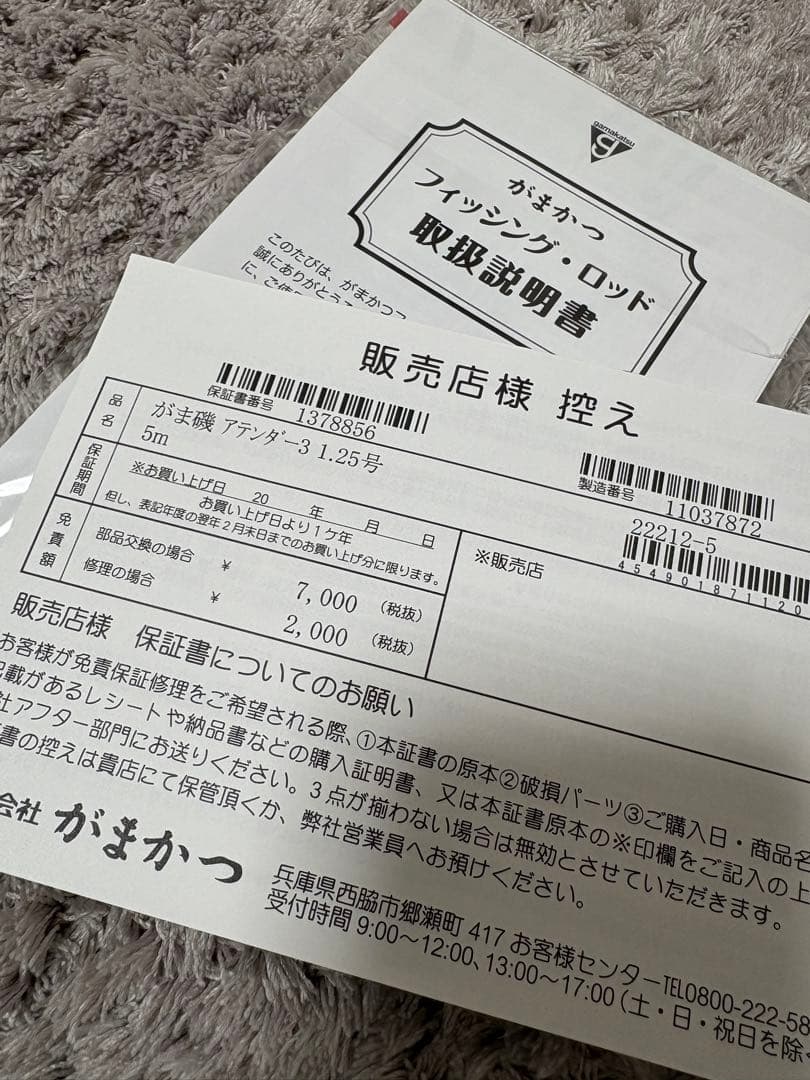 gamakatsu
g
がまかつ
フィッシング・ロッド
取扱説明書
このたびは、がまかつ
誠にありがとう
に、ご使
販売店様 控え
保証書番号
1378856
製造番号
11037872
品名
がま磯 アテンダー3 1.25号
5m
22212-5
454901871120
保証期間
※お買い上げ日 20 年 月 日
お買い上げ日より1ケ年
但し、表記年度の翌年2月末日までのお買い上げ分に限ります。
※販売店
免責額
部品交換の場合 ¥ 7,000 (税抜)
修理の場合 ¥ 2,000 (税抜)
販売店様 保証書についてのお願い
お客様が免責保証修理をご希望される際、①本証書の原本②破損パーツ③ご購入日・商品名
記載があるレシートや納品書などの購入証明書、又は本証書原本の※印欄をご記入の上
社アフター部門にお送りください。3点が揃わない場合は無効とさせていただきます。
書の控えは貴店にて保管頂くか、弊社営業員へお預けください。
会社 がまかつ
兵庫県西脇市郷瀬町 417 お客様センターTEL0800-222-58
受付時間 9:00～12:00、13:00～17:00(土・日・祝日を除